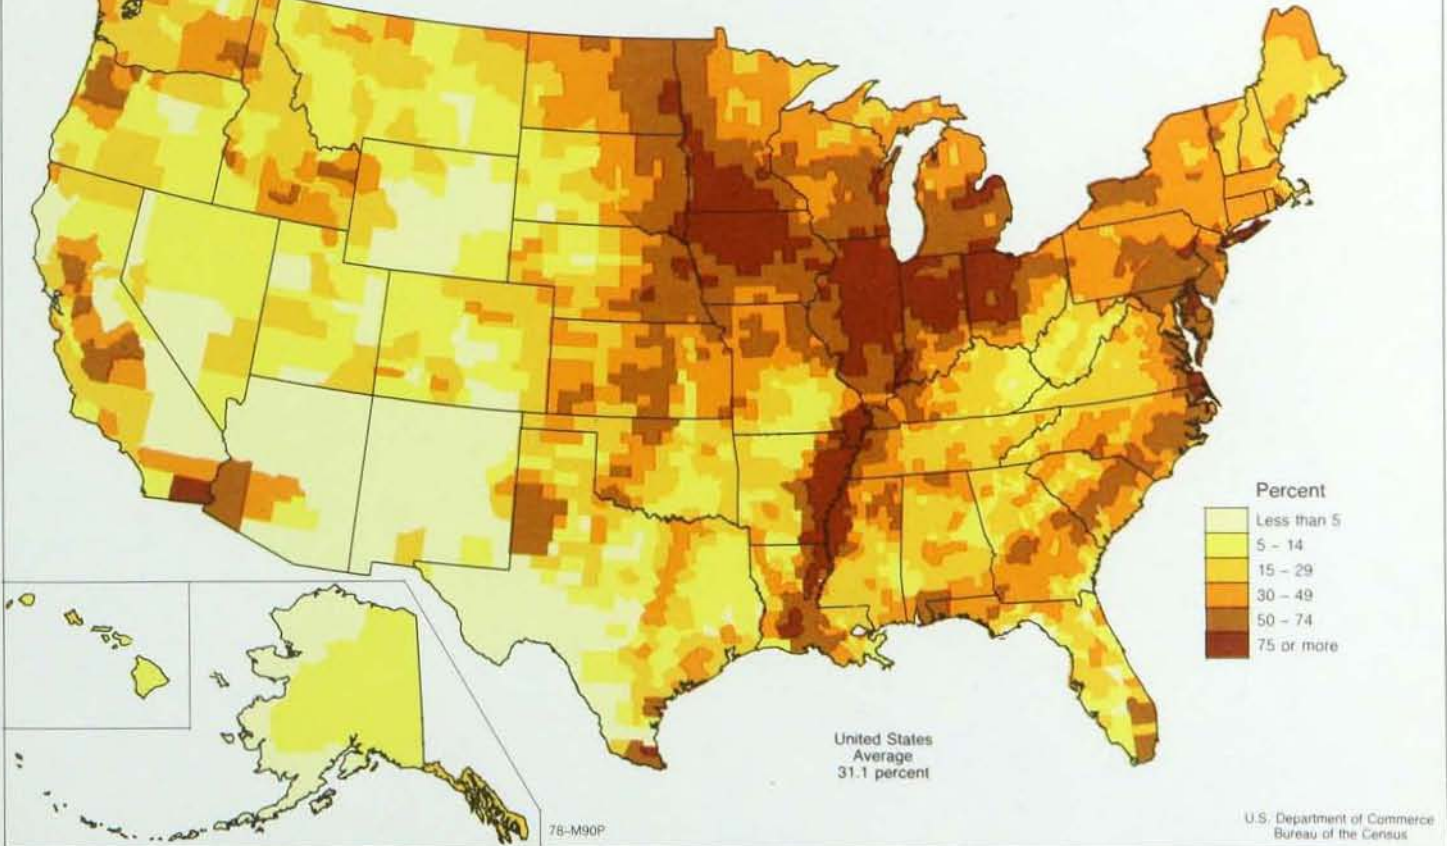 Percent
Less than 5
5 – 14
15 – 29
30 – 49
50 – 74
75 or more
United States
Average
31.1 percent
78-M90P
U.S. Department of Commerce
Bureau of the Census